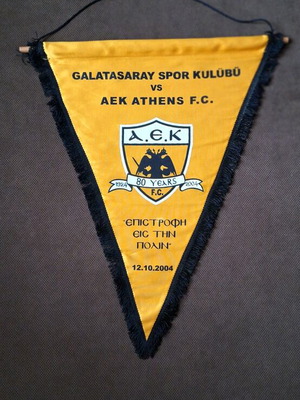 GALATASARAY SPOR KULÜBÜ
VS
AEK ATHENS F.C.
A.E.K
1924 80 YEARS 2004
F.C.
"ΕΠΙΣΤΡΟΦΗ
ΕΙΣ ΤΗΝ
ΠΟΛΙΝ"
12.10.2004